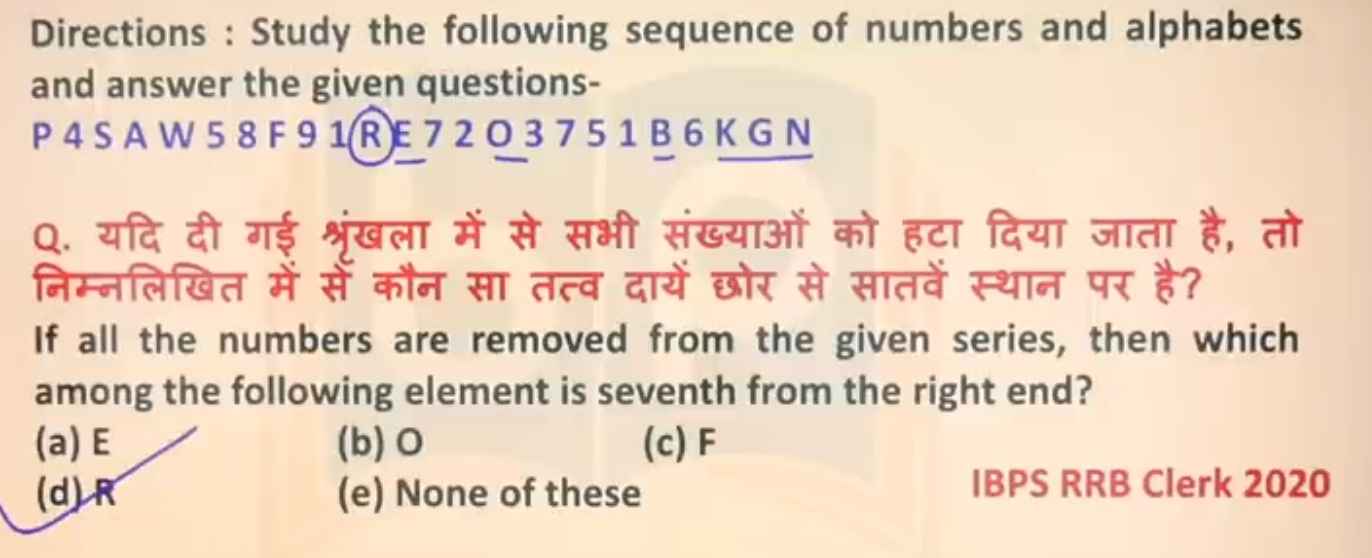 Directions : Study the following sequence of numbers and alphabets
and answer the given questions-
P 4 S A W 5 8 F 9 1 R E 7 2 O 3 7 5 1 B 6 K G N
Q. यदि दी गई श्रृंखला में से सभी संख्याओं को हटा दिया जाता है, तो
निम्नलिखित में से कौन सा तत्व दायें छोर से सातवें स्थान पर है?
If all the numbers are removed from the given series, then which
among the following element is seventh from the right end?
(a) E (b) O (c) F
(d) R (e) None of these
IBPS RRB Clerk 2020